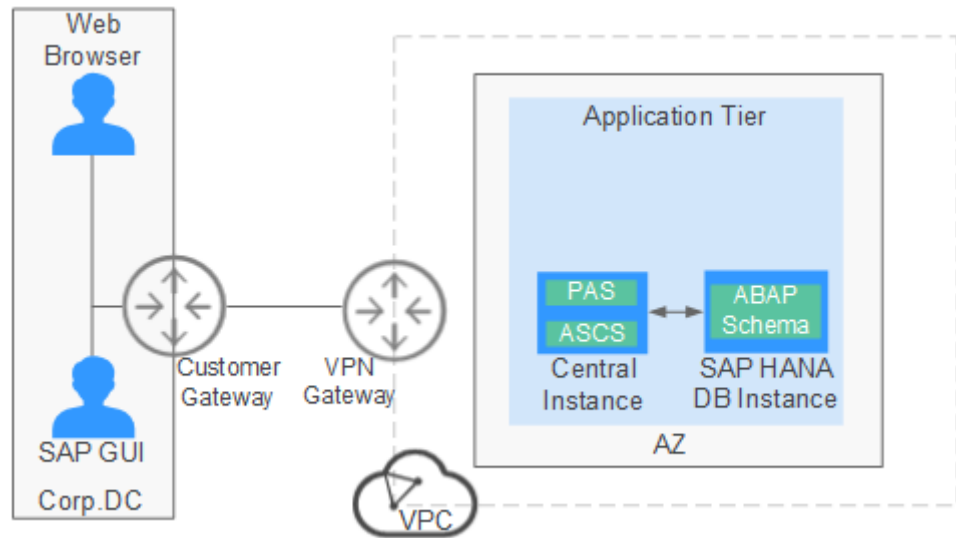 Web
Browser
SAP GUI
Corp.DC
Customer
Gateway
VPN
Gateway
VPC
Application Tier
PAS
ASCS
Central
Instance
ABAP
Schema
SAP HANA
DB Instance
AZ